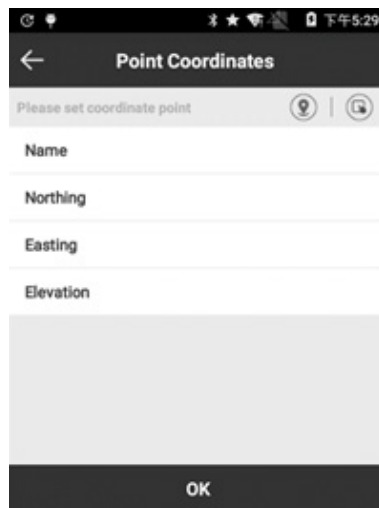 下午5:29
Point Coordinates
Please set coordinate point
Name
Northing
Easting
Elevation
OK